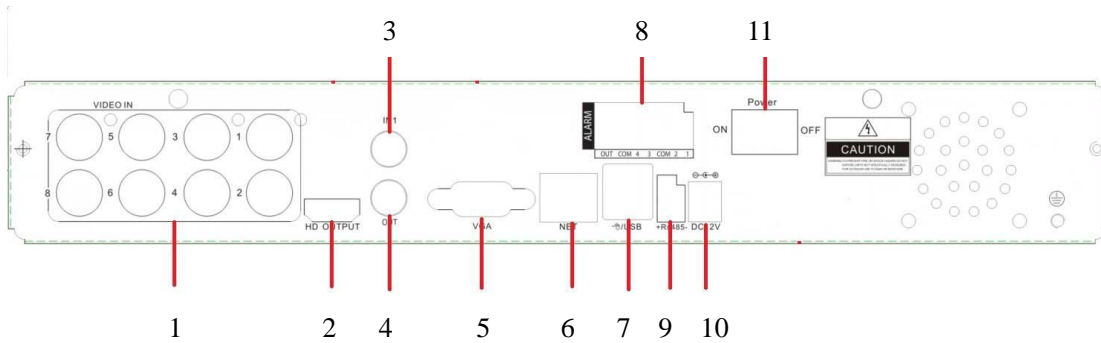 3 8 11
Power
VIDEO IN
IN 1
ALARM
ON OFF
7 5 3 1
CAUTION
OUT COM 4 3 COM 2 1
8 6 4 2
HD OUTPUT
OUT
VGA
NET
/USB
+Rs485-
DC12V
1 2 4 5 6 7 9 10